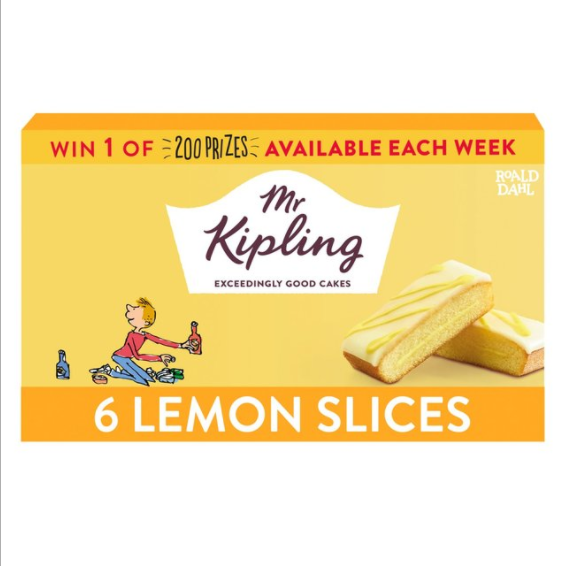 WIN 1 OF 200 PRIZES AVAILABLE EACH WEEK
ROALD
DAHL
Mr
Kipling
EXCEEDINGLY GOOD CAKES
6 LEMON SLICES